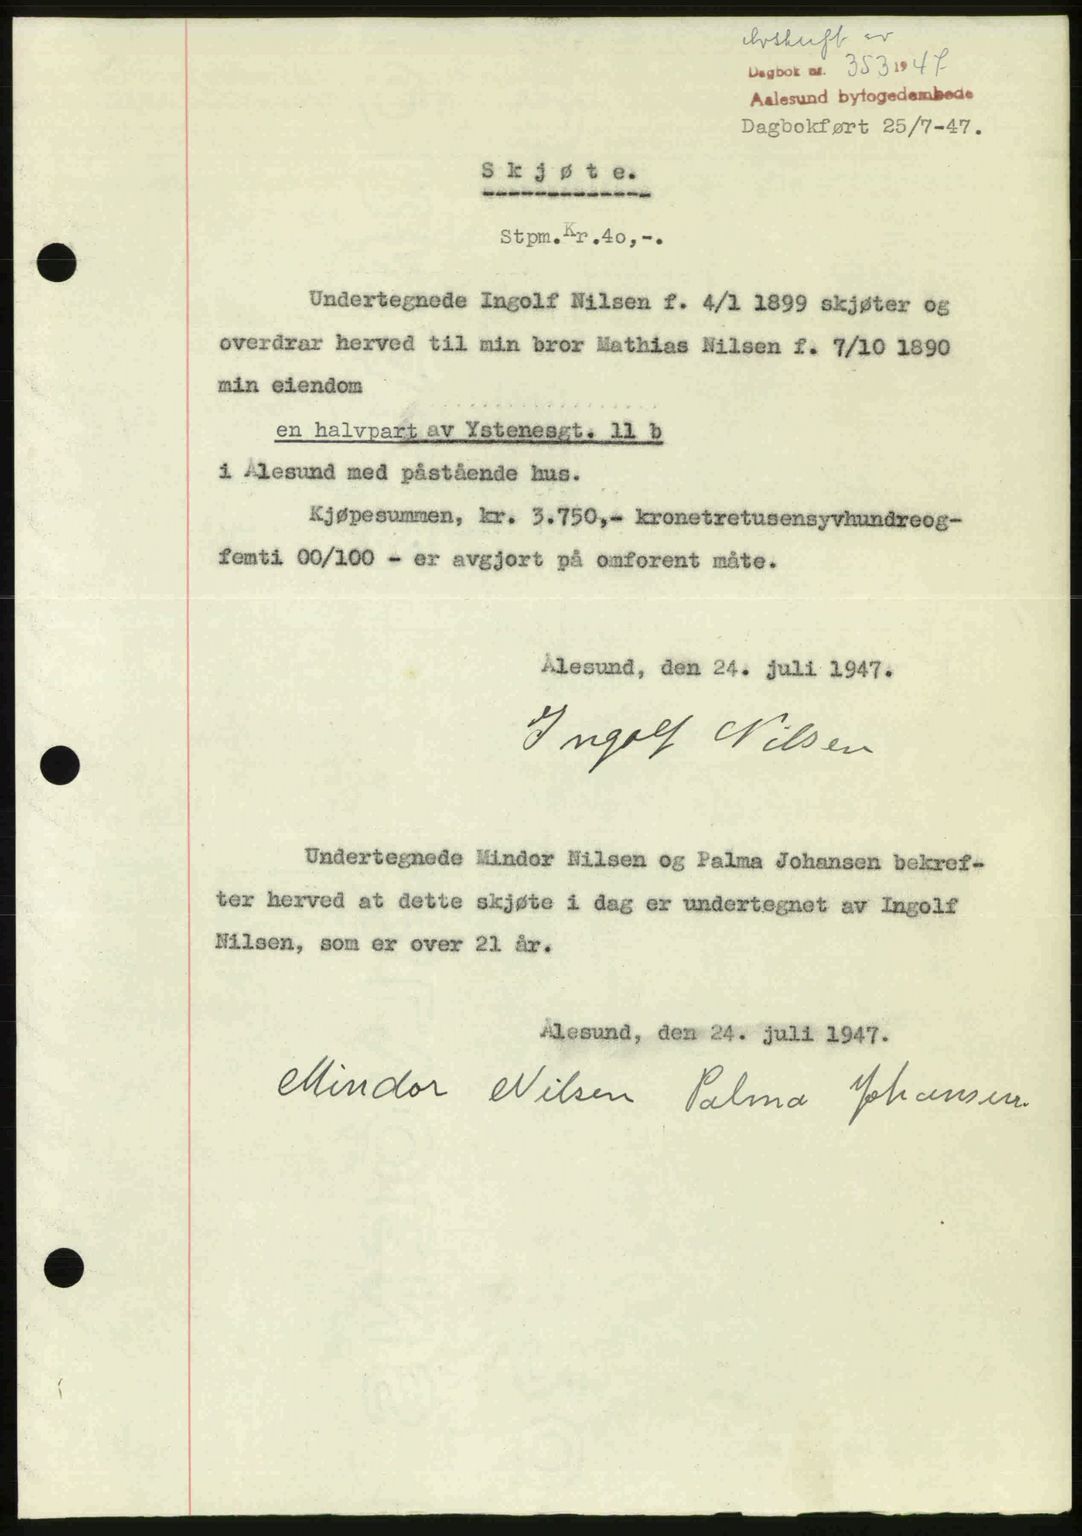 Avskrift av
Dagbok nr. 353 1947
Aalesund byfogedembede
Dagbokført 25/7-47.
Skjøte.
Stpm.Kr.4o,-.
Undertegnede Ingolf Nilsen f. 4/1 1899 skjøter og
overdrar herved til min bror Mathias Nilsen f. 7/10 1890
min eiendom
en halvpart av Ystenesgt. 11 b
i Ålesund med påstående hus.
Kjøpesummen, kr. 3.750,- kronetretusensyvhundreog-
femti 00/100 - er avgjort på omforent måte.
Ålesund, den 24. juli 1947.
Ingolf Nilsen
Undertegnede Mindor Nilsen og Palma Johansen bekref-
ter herved at dette skjøte i dag er undertegnet av Ingolf
Nilsen, som er over 21 år.
Ålesund, den 24. juli 1947.
Mindor Nilsen Palma Johansen.